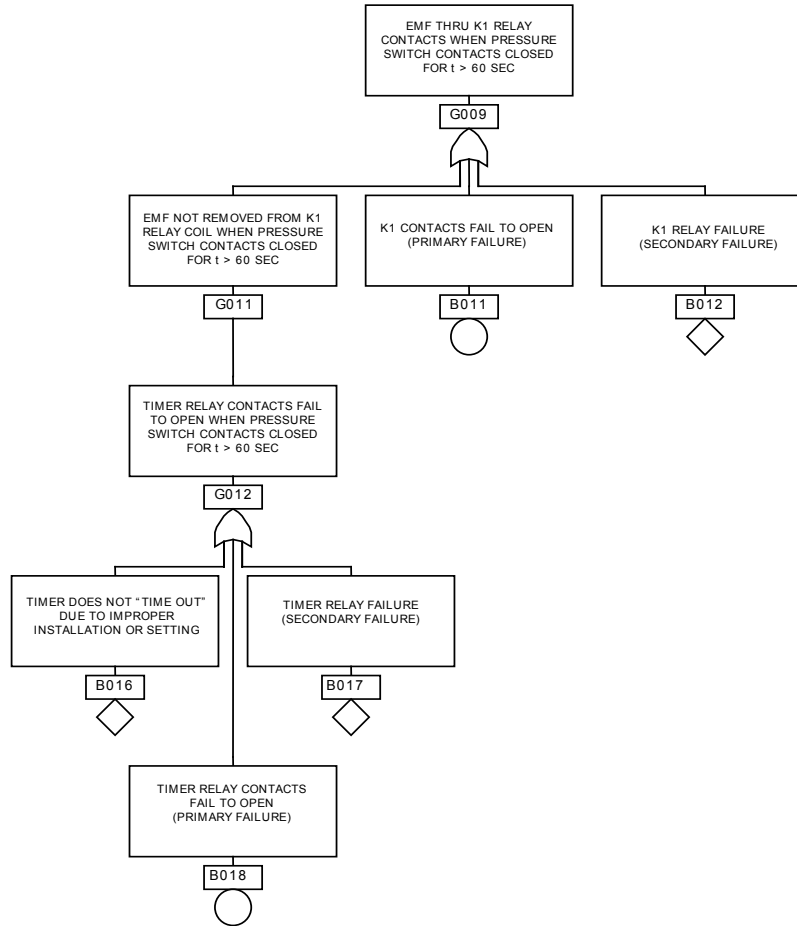 EMF THRU K1 RELAY
CONTACTS WHEN PRESSURE
SWITCH CONTACTS CLOSED
FOR t > 60 SEC
G009
EMF NOT REMOVED FROM K1
RELAY COIL WHEN PRESSURE
SWITCH CONTACTS CLOSED
FOR t > 60 SEC
G011
K1 CONTACTS FAIL TO OPEN
(PRIMARY FAILURE)
B011
K1 RELAY FAILURE
(SECONDARY FAILURE)
B012
TIMER RELAY CONTACTS FAIL
TO OPEN WHEN PRESSURE
SWITCH CONTACTS CLOSED
FOR t > 60 SEC
G012
TIMER DOES NOT “TIME OUT”
DUE TO IMPROPER
INSTALLATION OR SETTING
B016
TIMER RELAY FAILURE
(SECONDARY FAILURE)
B017
TIMER RELAY CONTACTS
FAIL TO OPEN
(PRIMARY FAILURE)
B018